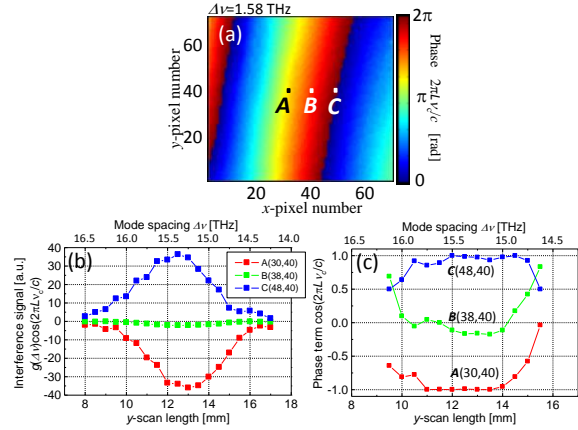 Δν=1.58 THz
(a)
A B C
60
40
20
20 40 60
x-pixel number
y-pixel number
2π
π
0
Phase 2πLνc/c [rad]
Mode spacing Δν [THz]
16.5 16.0 15.5 15.0 14.5 14.0
(b)
A(30,40)
B(38,40)
C(48,40)
40
30
20
10
0
-10
-20
-30
-40
8 10 12 14 16
y-scan length [mm]
Interference signal [a.u.]
g(Δν)cos(2πLνc/c)
Mode spacing Δν [THz]
16.5 16.0 15.5 15.0 14.5
(c)
C(48,40)
B(38,40)
A(30,40)
1.0
0.5
0.0
-0.5
-1.0
10 12 14 16
y-scan length [mm]
Phase term cos(2πLνc/c)